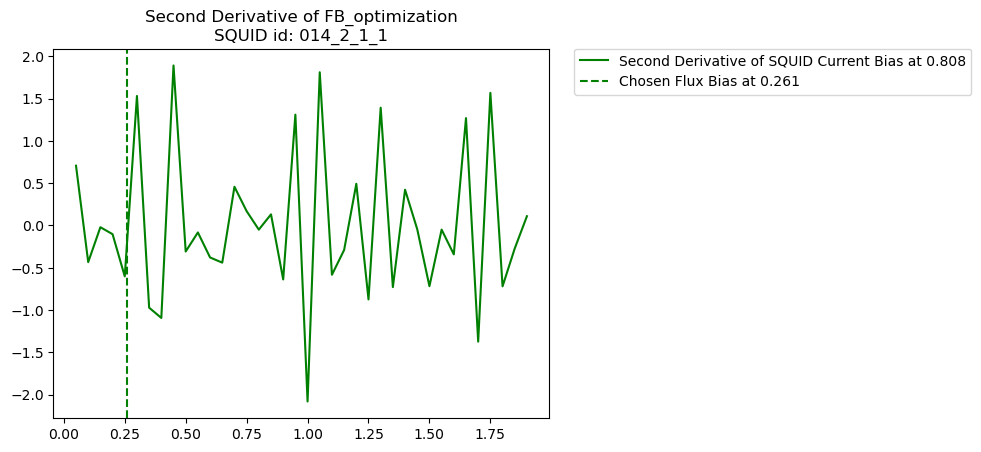 Second Derivative of FB_optimization
SQUID id: 014_2_1_1
Second Derivative of SQUID Current Bias at 0.808
Chosen Flux Bias at 0.261
2.0
1.5
1.0
0.5
0.0
−0.5
−1.0
−1.5
−2.0
0.00 0.25 0.50 0.75 1.00 1.25 1.50 1.75